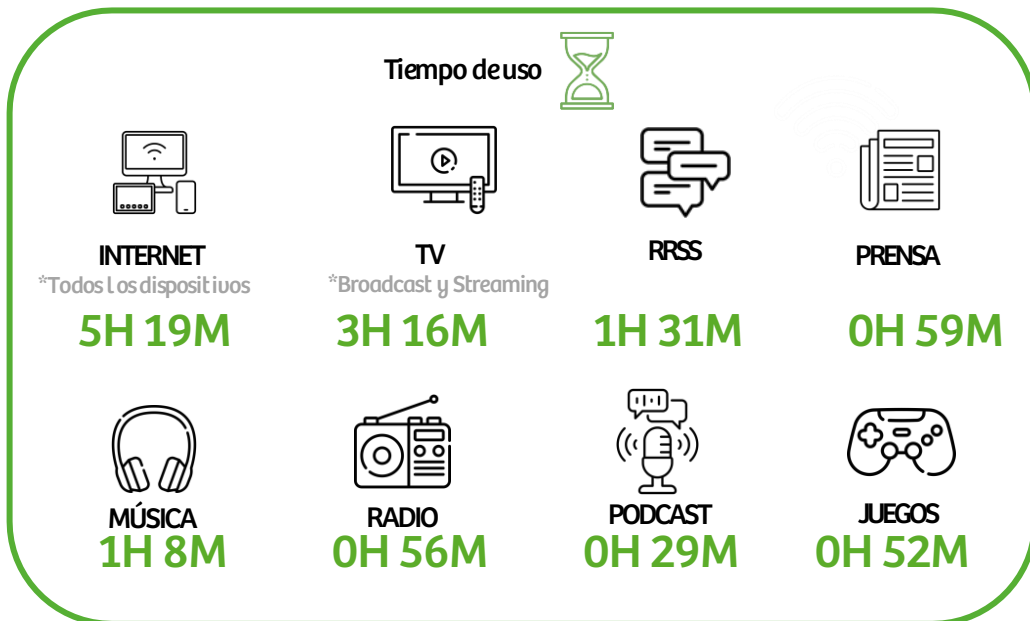 Tiempo de uso
INTERNET
*Todos Los dispositivos
5H 19M
TV
*Broadcast y Streaming
3H 16M
RRSS
1H 31M
PRENSA
0H 59M
MÚSICA
1H 8M
RADIO
0H 56M
PODCAST
0H 29M
JUEGOS
0H 52M